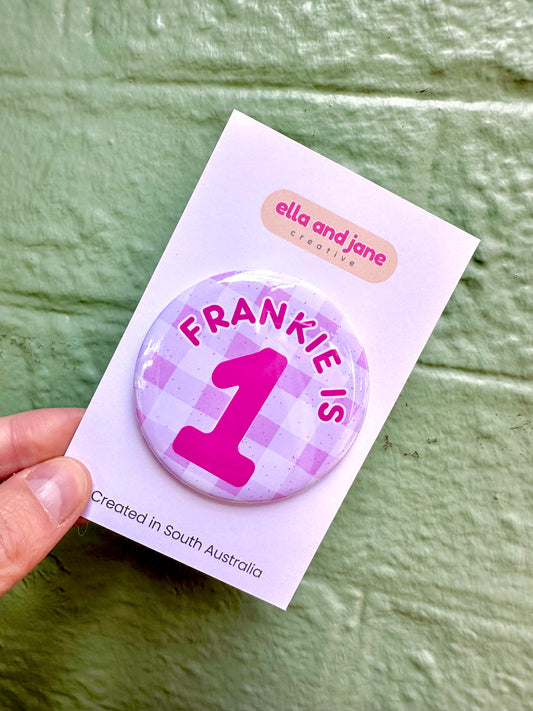 ella and jane
creative
FRANKIE IS
1
Created in South Australia